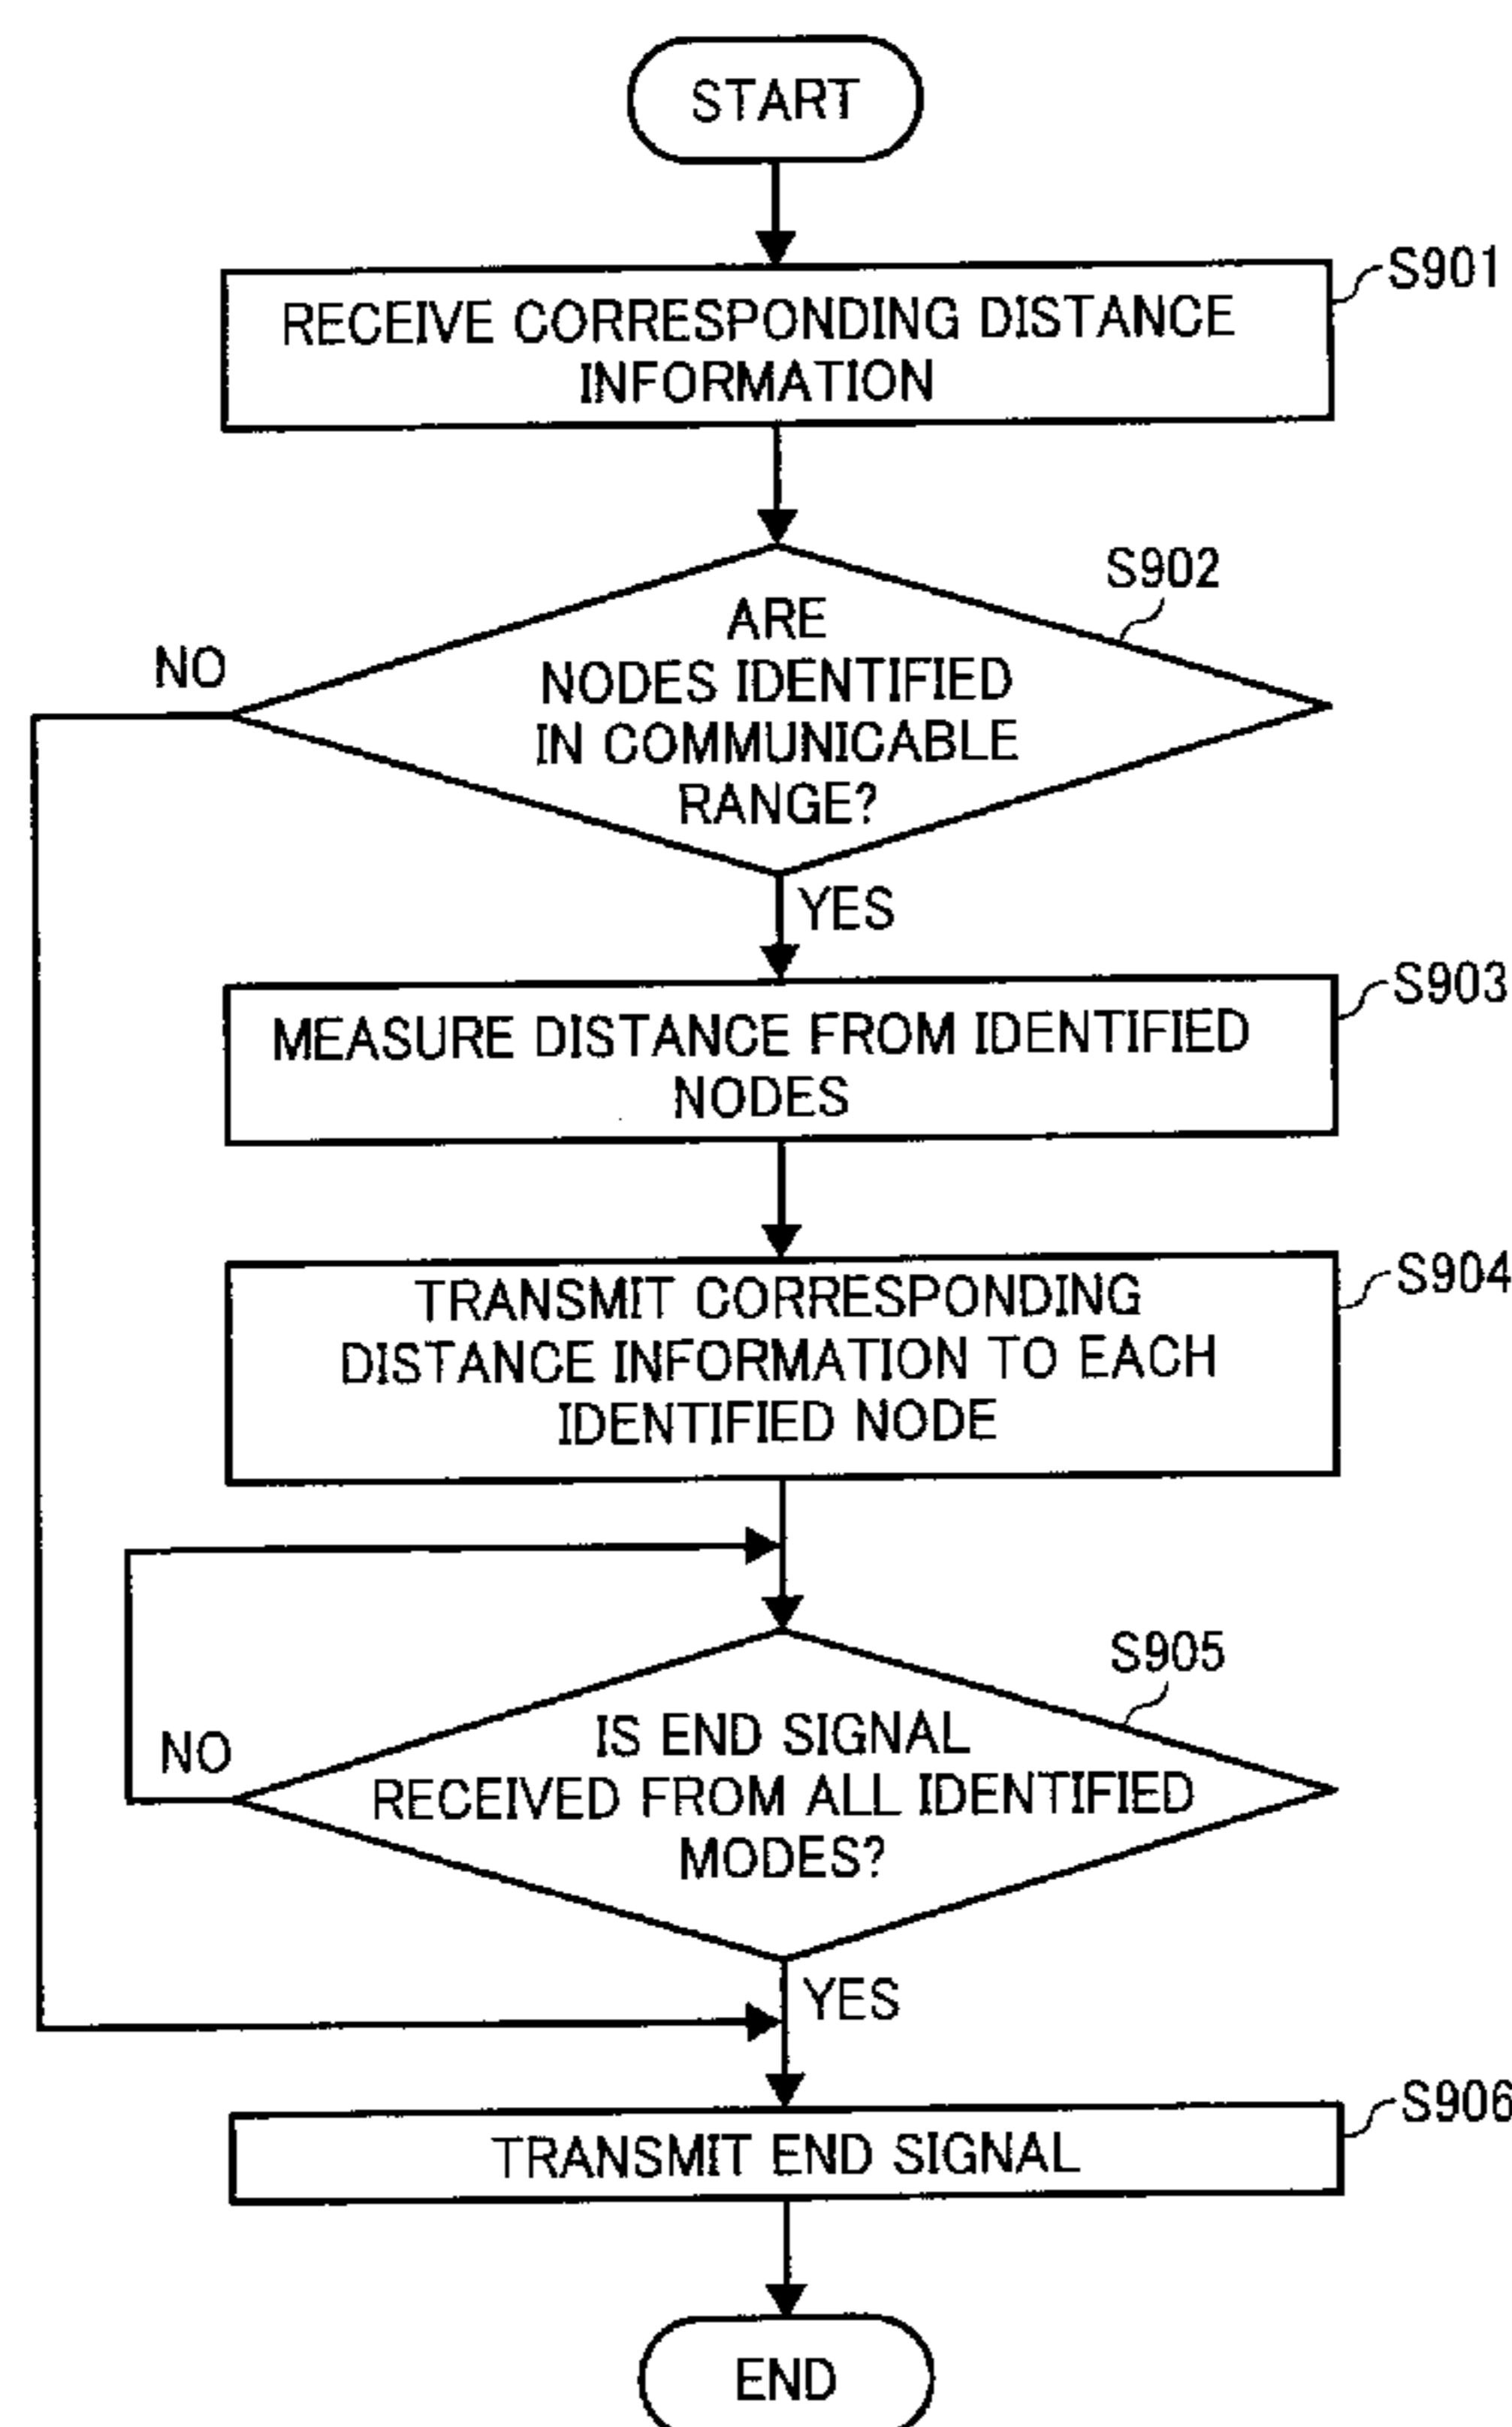 START
S901
RECEIVE CORRESPONDING DISTANCE
INFORMATION
S902
ARE
NODES IDENTIFIED
IN COMMUNICABLE
RANGE?
NO
YES
S903
MEASURE DISTANCE FROM IDENTIFIED
NODES
S904
TRANSMIT CORRESPONDING
DISTANCE INFORMATION TO EACH
IDENTIFIED NODE
S905
IS END SIGNAL
RECEIVED FROM ALL IDENTIFIED
MODES?
NO
YES
S906
TRANSMIT END SIGNAL
END